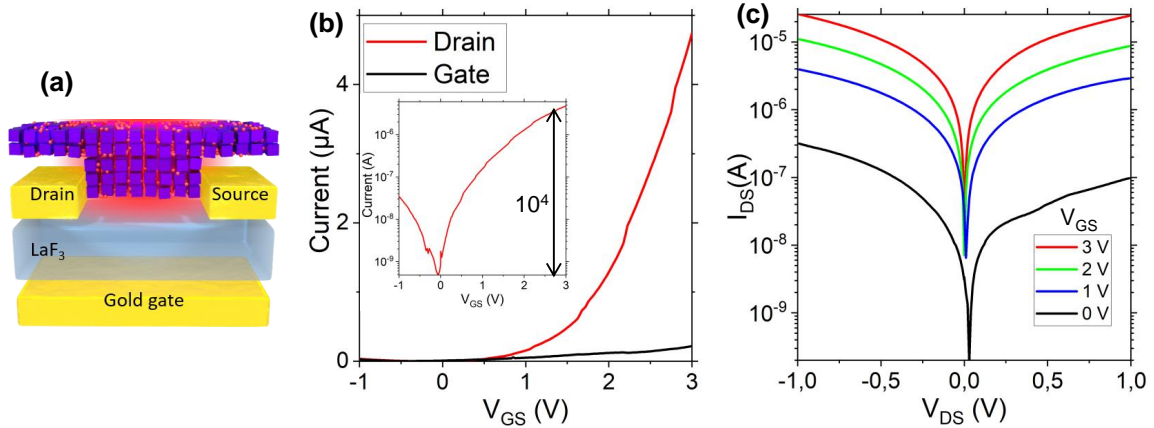 (a)
Drain
Source
LaF3
Gold gate
(b)
Drain
Gate
Current (μA)
4
2
0
-1
0
1
2
3
VGS (V)
Current (A)
10-6
10-7
10-8
10-9
-1
0
1
2
3
VGS (V)
104
(c)
IDS(A)
10-5
10-6
10-7
10-8
10-9
VGS
3 V
2 V
1 V
0 V
-1,0
-0,5
0,0
0,5
1,0
VDS (V)